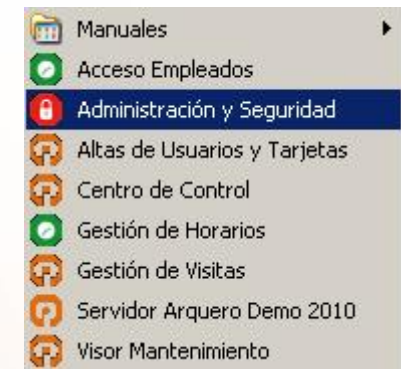 Manuales
Acceso Empleados
Administración y Seguridad
Altas de Usuarios y Tarjetas
Centro de Control
Gestión de Horarios
Gestión de Visitas
Servidor Arquero Demo 2010
Visor Mantenimiento